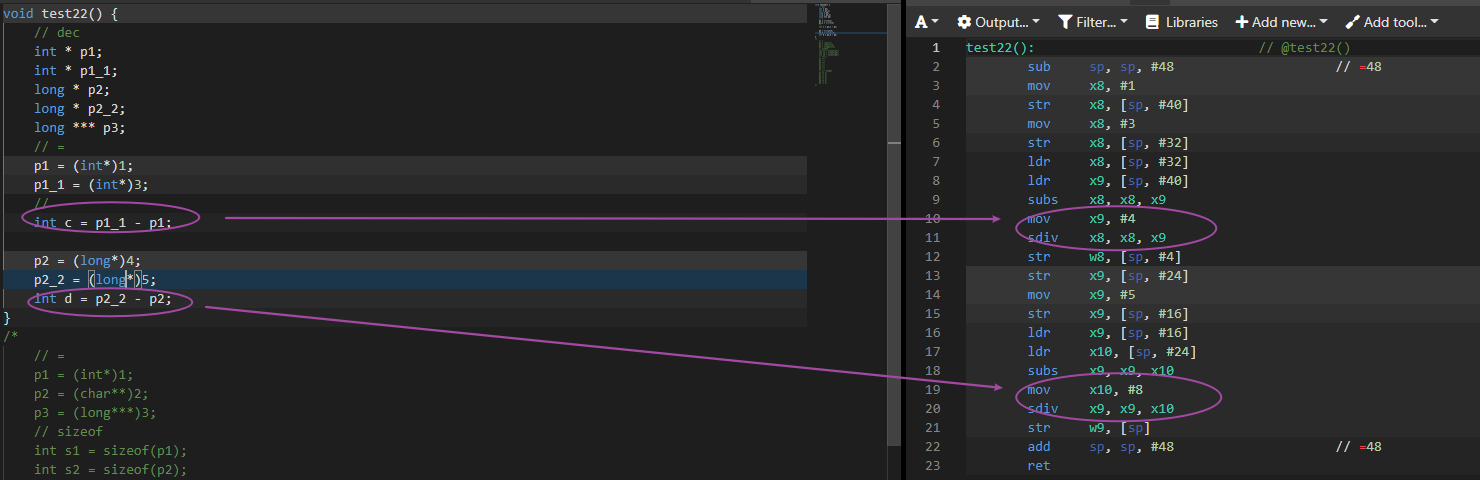 void test22() {
// dec
int * p1;
int * p1_1;
long * p2;
long * p2_2;
long *** p3;
// =
p1 = (int*)1;
p1_1 = (int*)3;
//
int c = p1_1 - p1;
p2 = (long*)4;
p2_2 = (long*)5;
int d = p2_2 - p2;
}
/*
// =
p1 = (int*)1;
p2 = (char**)2;
p3 = (long***)3;
// sizeof
int s1 = sizeof(p1);
int s2 = sizeof(p2);
A Output... Filter... Libraries Add new... Add tool...
1 test22(): // @test22()
2 sub sp, sp, #48 // =48
3 mov x8, #1
4 str x8, [sp, #40]
5 mov x8, #3
6 str x8, [sp, #32]
7 ldr x8, [sp, #32]
8 ldr x9, [sp, #40]
9 subs x8, x8, x9
10 mov x9, #4
11 sdiv x8, x8, x9
12 str w8, [sp, #4]
13 str x9, [sp, #24]
14 mov x9, #5
15 str x9, [sp, #16]
16 ldr x9, [sp, #16]
17 ldr x10, [sp, #24]
18 subs x9, x9, x10
19 mov x10, #8
20 sdiv x9, x9, x10
21 str w9, [sp]
22 add sp, sp, #48 // =48
23 ret